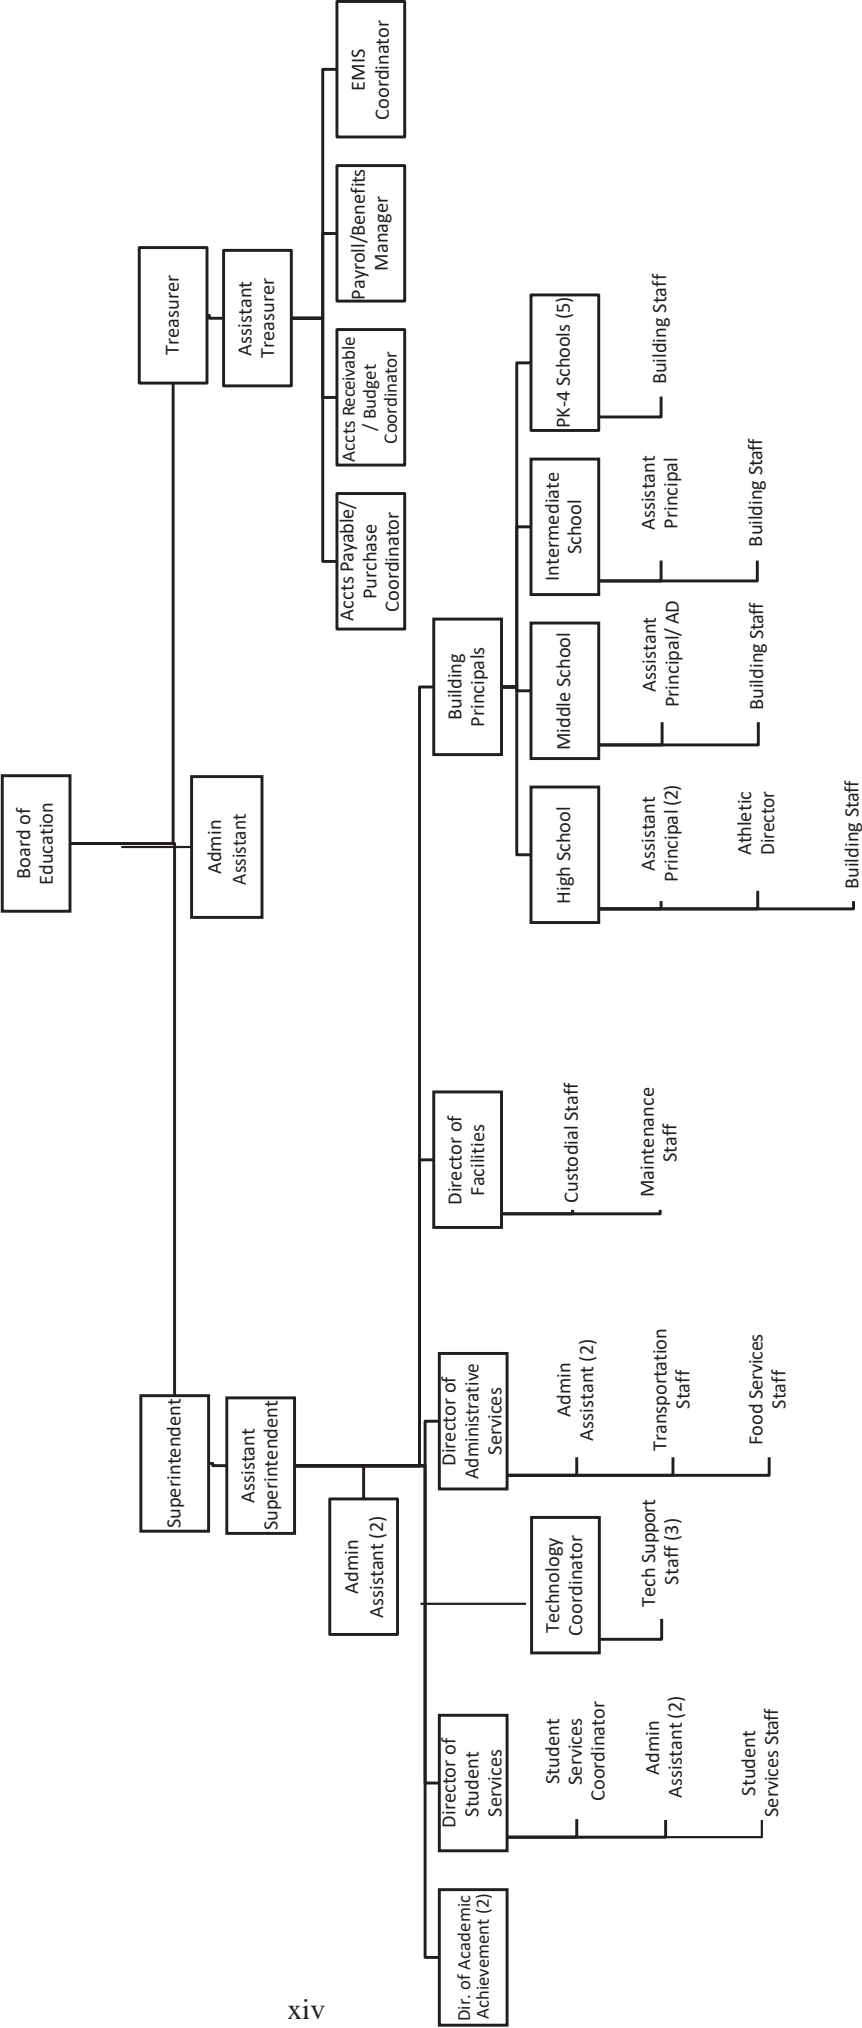 Board of
Education
Admin
Assistant
Superintendent
Treasurer
Assistant
Superintendent
Assistant
Treasurer
Admin
Assistant (2)
Accts Payable/
Purchase
Coordinator
Accts Receivable
/ Budget
Coordinator
Payroll/Benefits
Manager
EMIS
Coordinator
Dir. of Academic
Achievement (2)
Director of
Student
Services
Student
Services
Coordinator
Admin
Assistant (2)
Student
Services Staff
Technology
Coordinator
Tech Support
Staff (3)
Director of
Administrative
Services
Admin
Assistant (2)
Transportation
Staff
Food Services
Staff
Director of
Facilities
Custodial Staff
Maintenance
Staff
Building
Principals
High School
Assistant
Principal (2)
Athletic
Director
Building Staff
Middle School
Assistant
Principal/ AD
Building Staff
Intermediate
School
Assistant
Principal
Building Staff
PK-4 Schools (5)
Building Staff
xiv